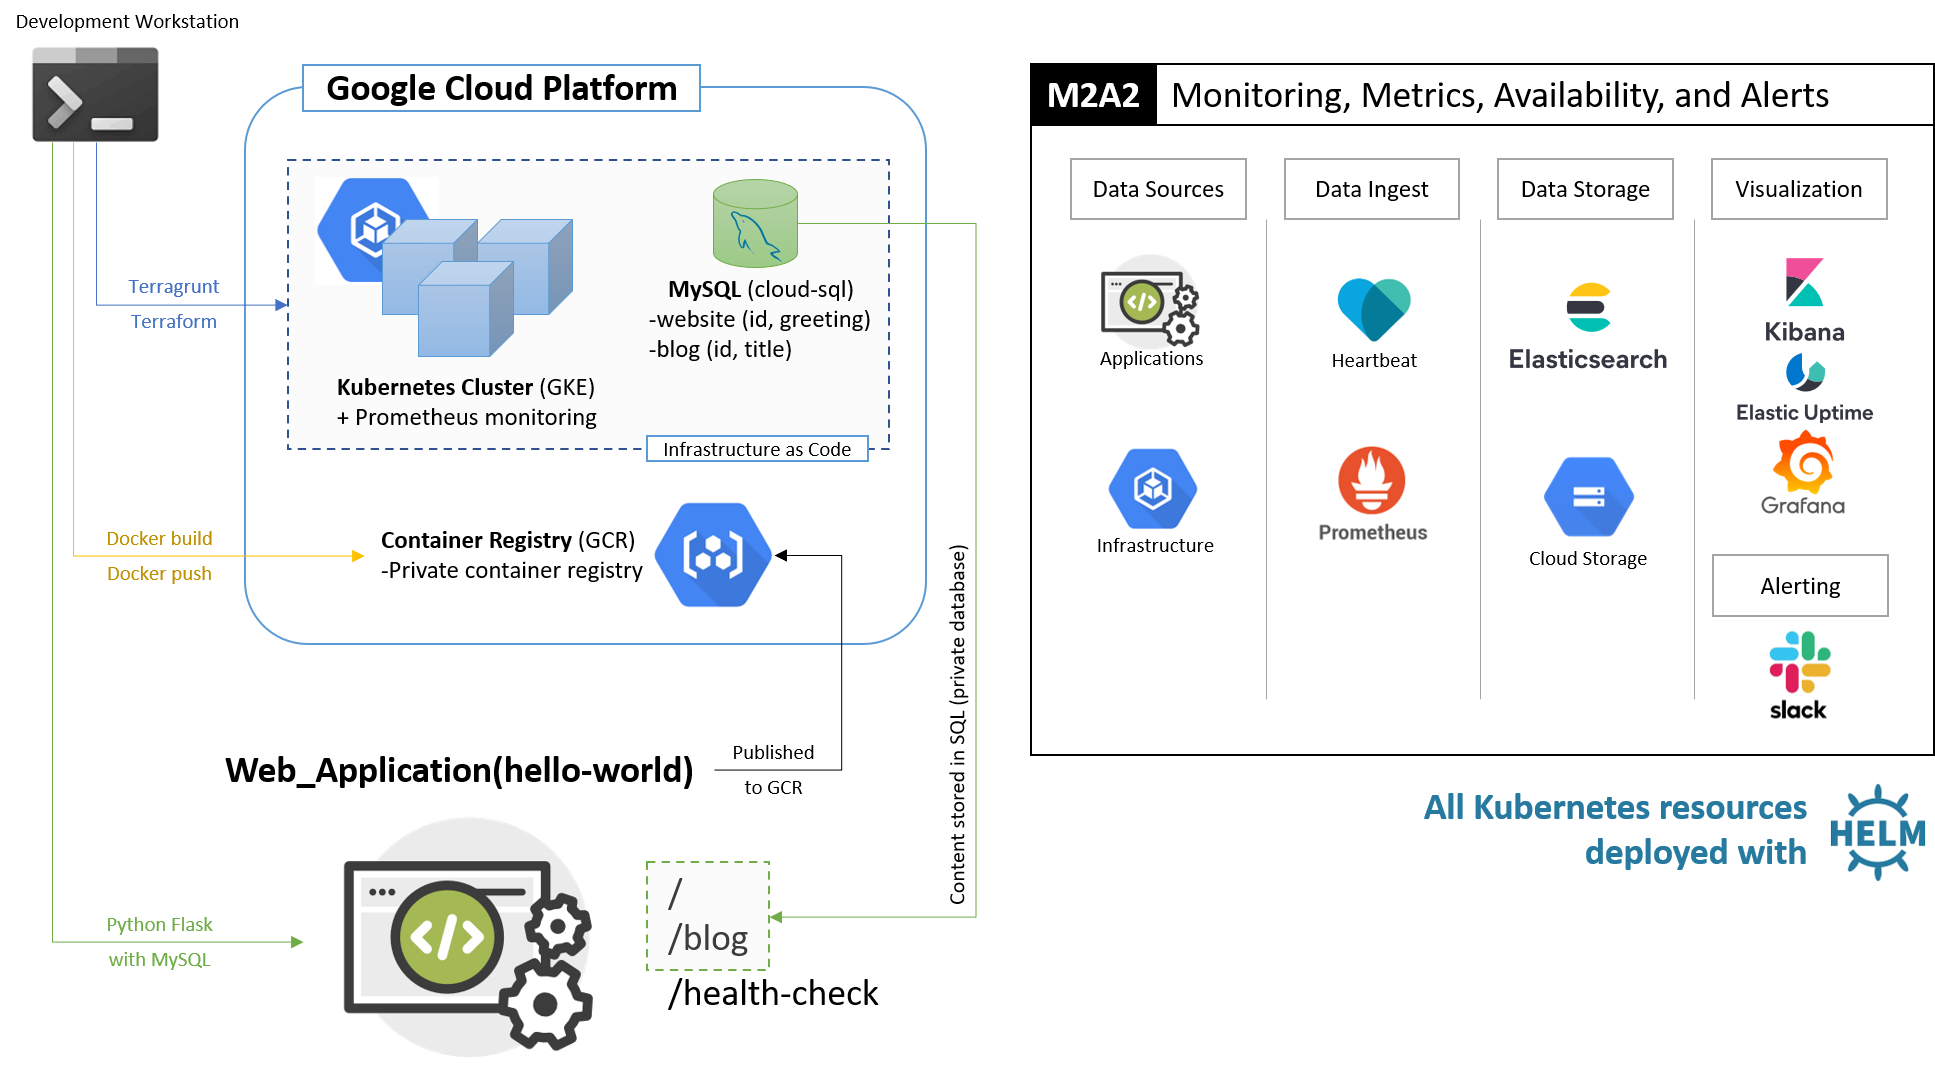 Development Workstation
Google Cloud Platform
Terragrunt
Terraform
MySQL (cloud-sql)
-website (id, greeting)
-blog (id, title)
Kubernetes Cluster (GKE)
+ Prometheus monitoring
Infrastructure as Code
Docker build
Docker push
Container Registry (GCR)
-Private container registry
Content stored in SQL (private database)
Web_Application(hello-world)
Published
to GCR
Python Flask
with MySQL
/
/blog
/health-check
M2A2 Monitoring, Metrics, Availability, and Alerts
Data Sources
Applications
Infrastructure
Data Ingest
Heartbeat
Prometheus
Data Storage
Elasticsearch
Cloud Storage
Visualization
Kibana
Elastic Uptime
Grafana
Alerting
slack
All Kubernetes resources
deployed with
HELM